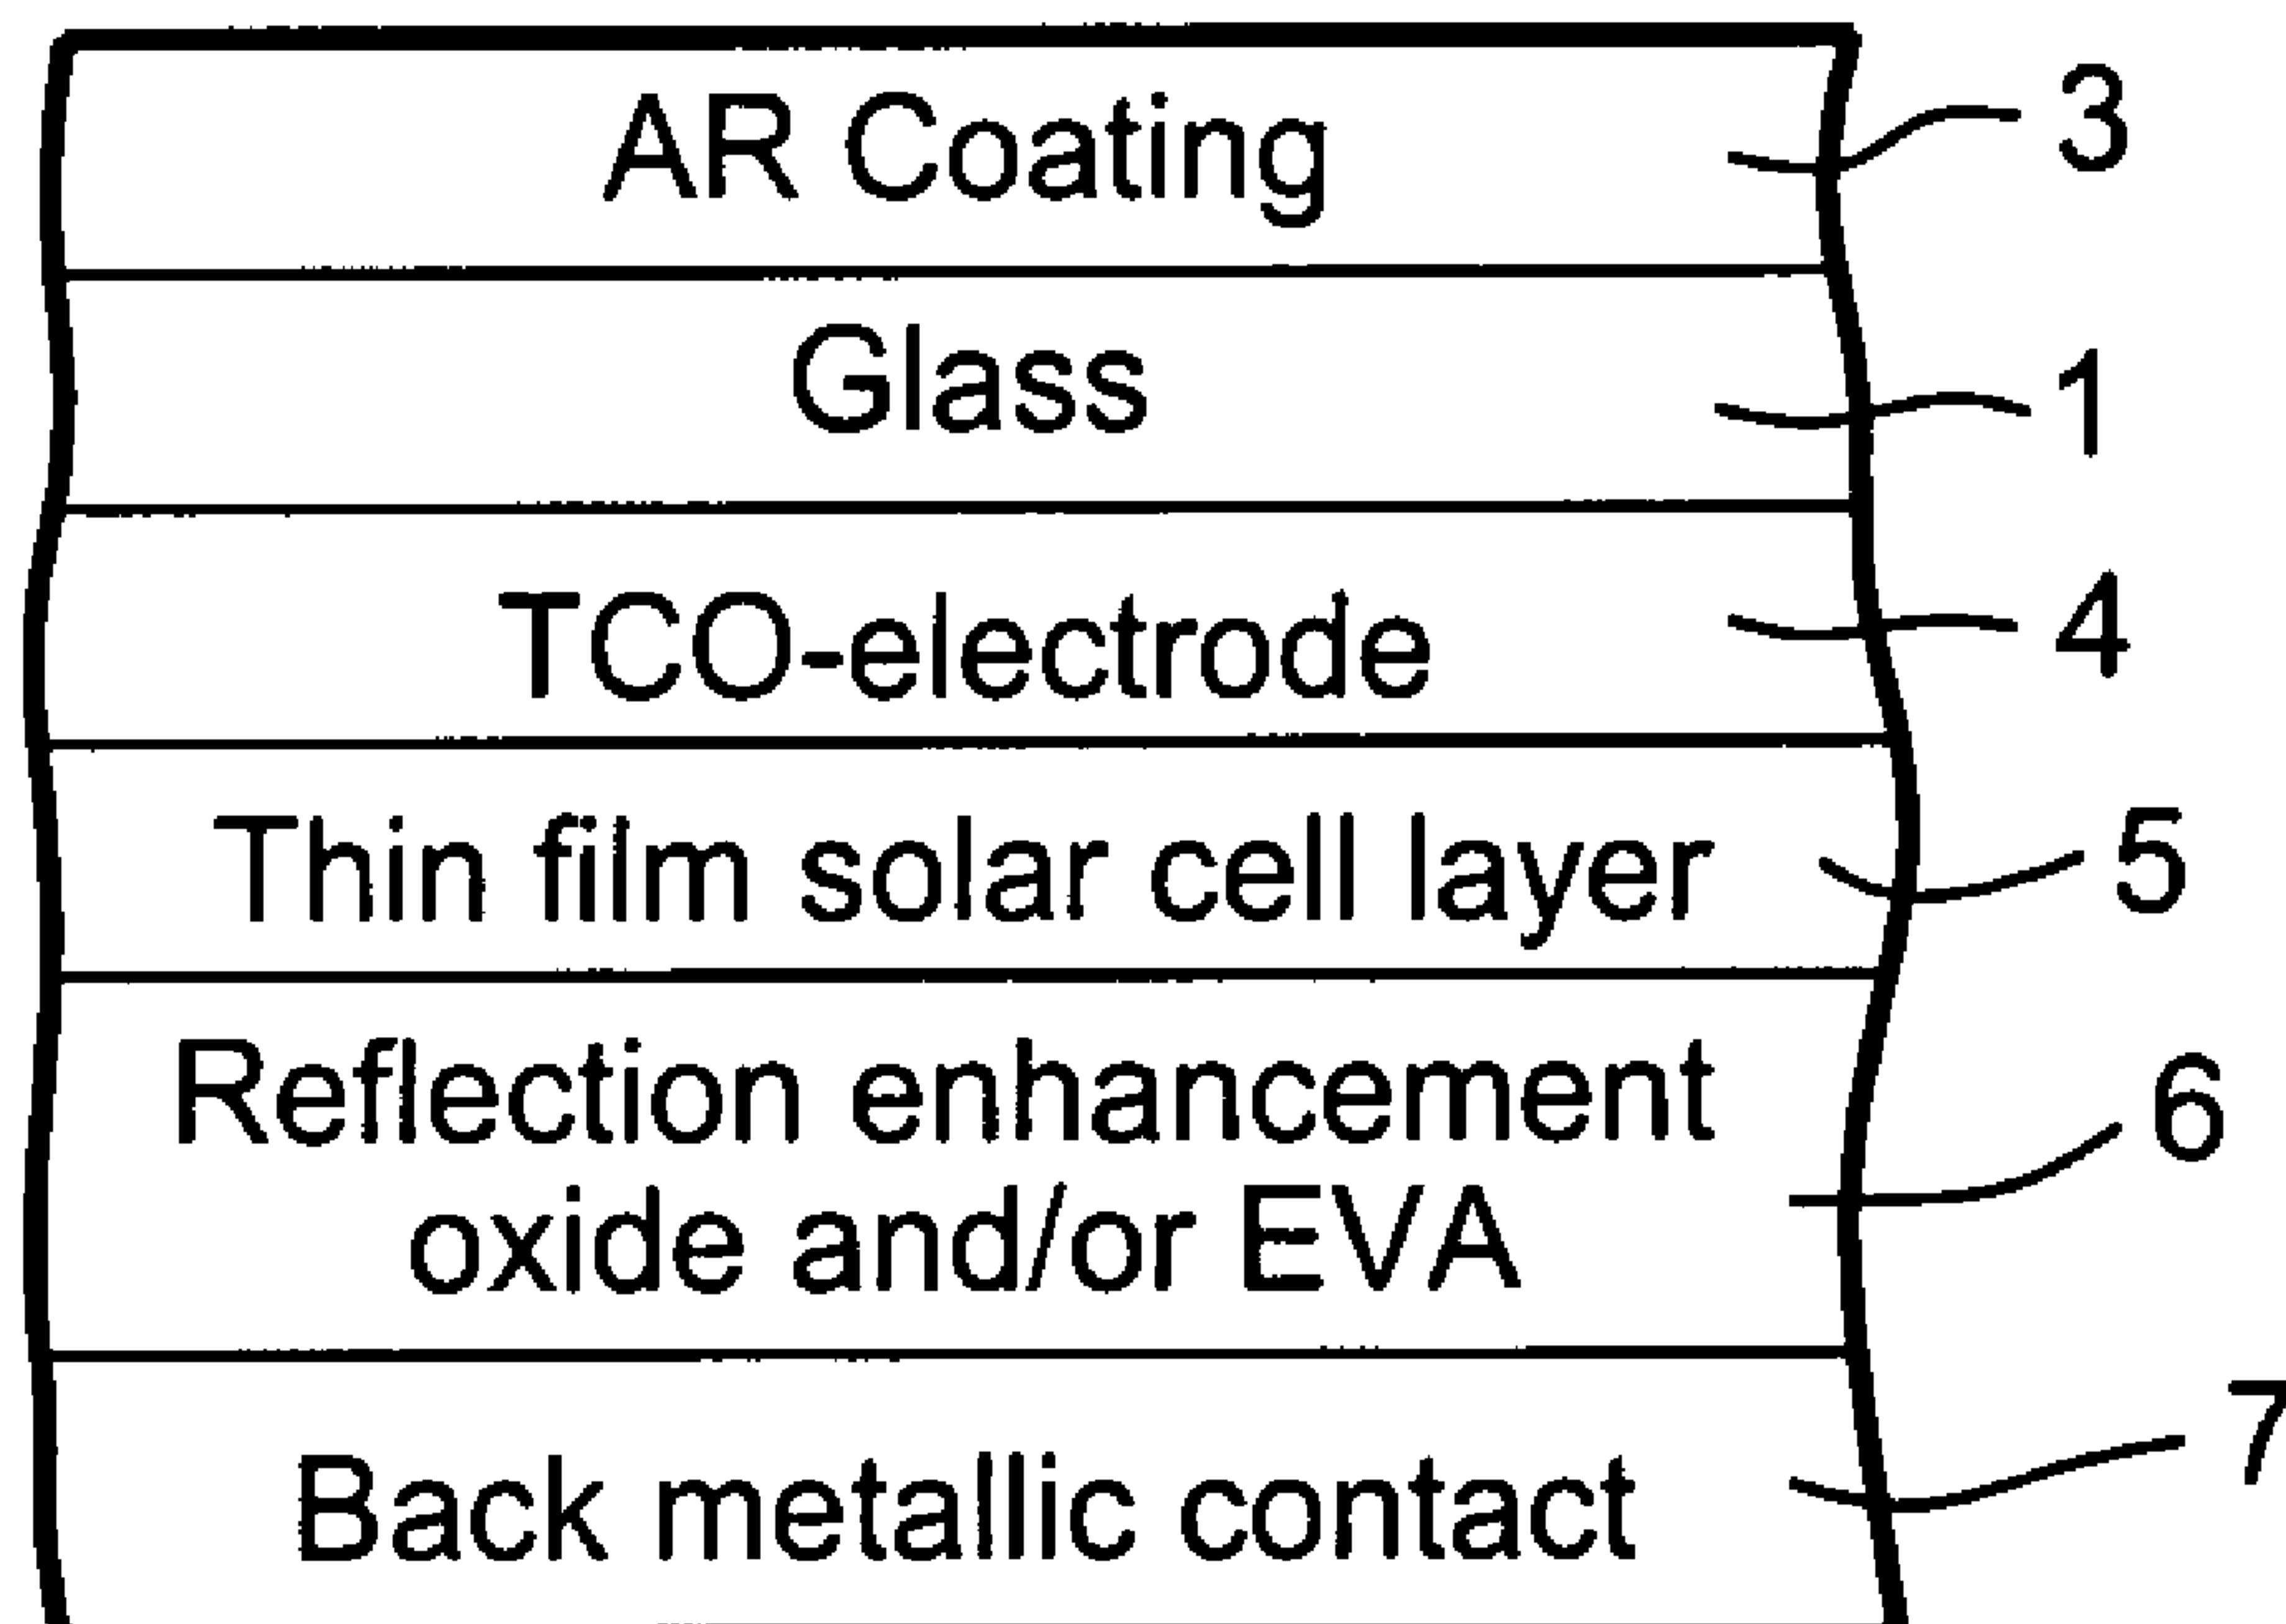 AR Coating 3
Glass 1
TCO-electrode 4
Thin film solar cell layer 5
Reflection enhancement 6
oxide and/or EVA
Back metallic contact 7